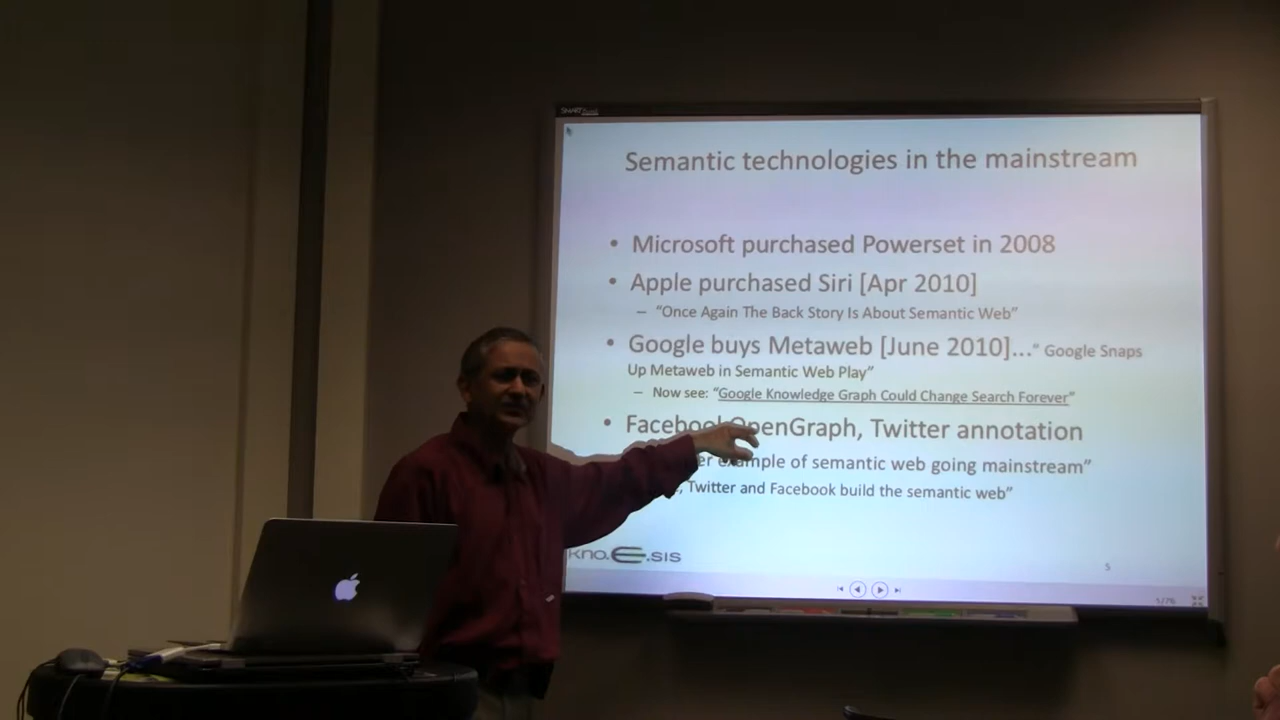 SMART
Semantic technologies in the mainstream
• Microsoft purchased Powerset in 2008
• Apple purchased Siri [Apr 2010]
– “Once Again The Back Story Is About Semantic Web”
• Google buys Metaweb [June 2010]...“ Google Snaps
Up Metaweb in Semantic Web Play”
– Now see: “Google Knowledge Graph Could Change Search Forever”
• Facebook OpenGraph, Twitter annotation
example of semantic web going mainstream”
Twitter and Facebook build the semantic web”
kno.e.sis
5
5/76